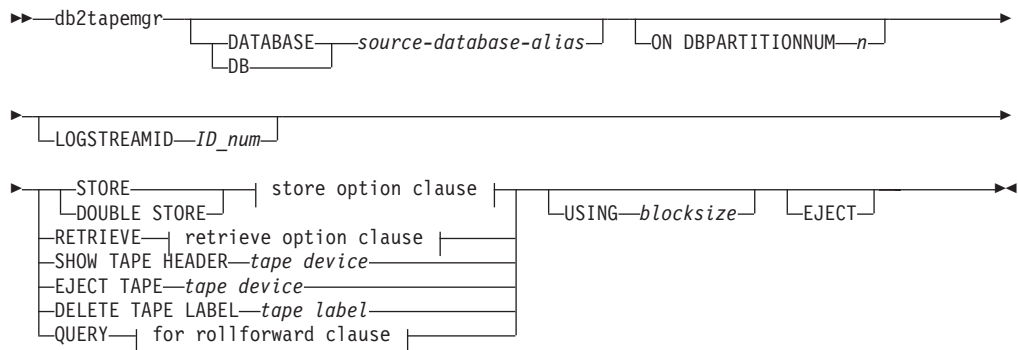 db2tapemgr
DATABASE source-database-alias ON DBPARTITIONNUM n
DB
LOGSTREAMID ID_num
STORE store option clause
DOUBLE STORE USING blocksize EJECT
RETRIEVE retrieve option clause
SHOW TAPE HEADER tape device
EJECT TAPE tape device
DELETE TAPE LABEL tape label
QUERY for rollforward clause